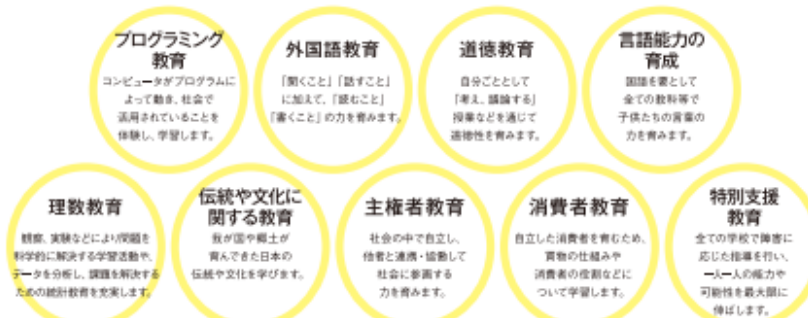 プログラミング
教育
コンピュータがプログラムに
よって動き、社会で
活用されていることを
体験し、学習します。
外国語教育
「聞くこと」「話すこと」
に加えて、「読むこと」
「書くこと」の力を育みます。
道徳教育
自分ごととして
「考え、議論する」
授業などを通じて
道徳性を育みます。
言語能力の
育成
国語を要として
全ての教科等で
子供たちの言葉の
力を育みます。
理数教育
観察、実験などにより問題を
科学的に解決する学習活動や、
データを分析し、課題を解決する
ための統計教育を充実します。
伝統や文化に
関する教育
我が国や郷土が
育んできた日本の
伝統や文化を学びます。
主権者教育
社会の中で自立し、
他者と連携・協働して
社会に参画する
力を育みます。
消費者教育
自立した消費者を育むため、
買物の仕組みや
消費者の役割などに
ついて学習します。
特別支援
教育
全ての学校で障害に
応じた指導を行い、
一人一人の能力や
可能性を最大限に
伸ばします。